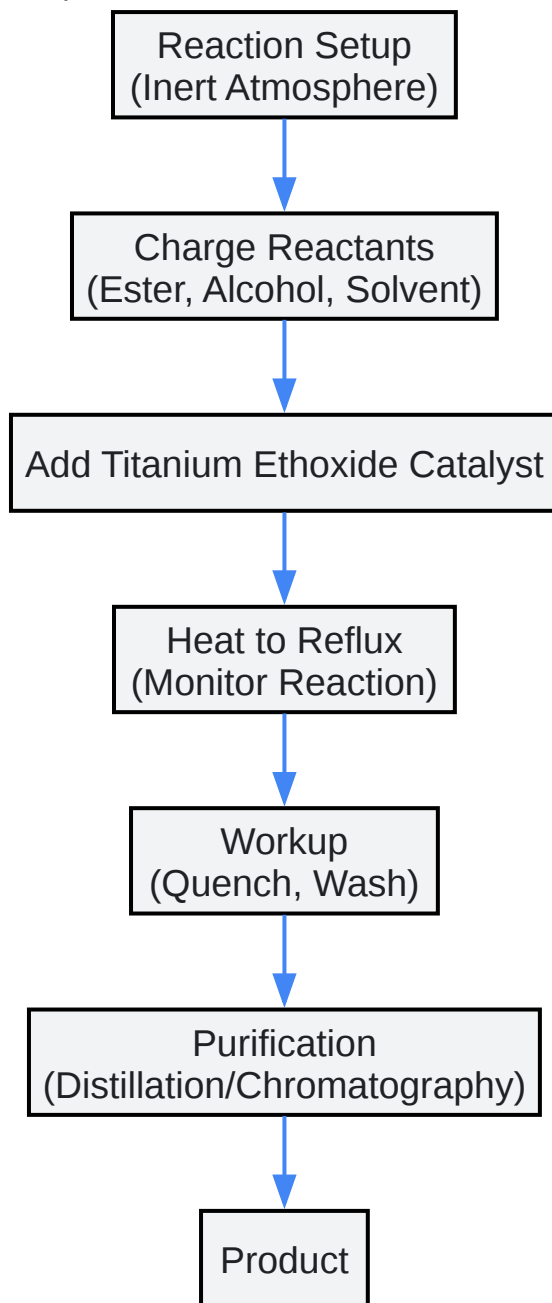 Reaction Setup
(Inert Atmosphere)
Charge Reactants
(Ester, Alcohol, Solvent)
Add Titanium Ethoxide Catalyst
Heat to Reflux
(Monitor Reaction)
Workup
(Quench, Wash)
Purification
(Distillation/Chromatography)
Product